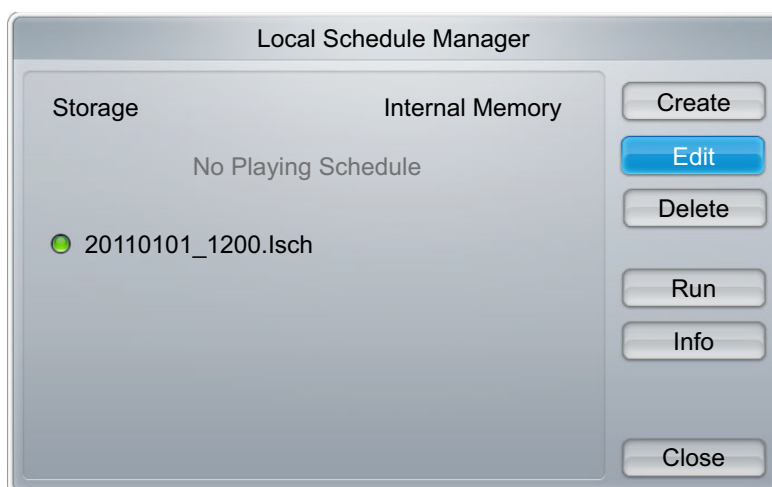 Local Schedule Manager
Storage Internal Memory
No Playing Schedule
20110101_1200.lsch
Create
Edit
Delete
Run
Info
Close